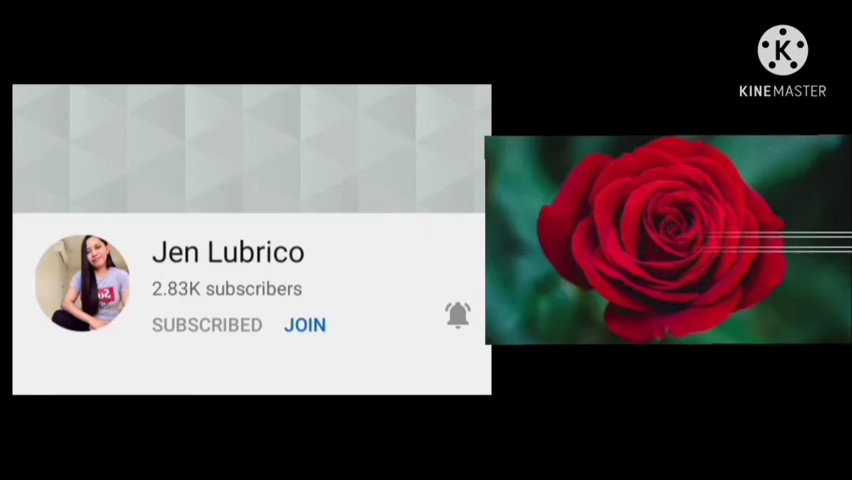 K
KINEMASTER
Jen Lubrico
2.83K subscribers
SUBSCRIBED JOIN